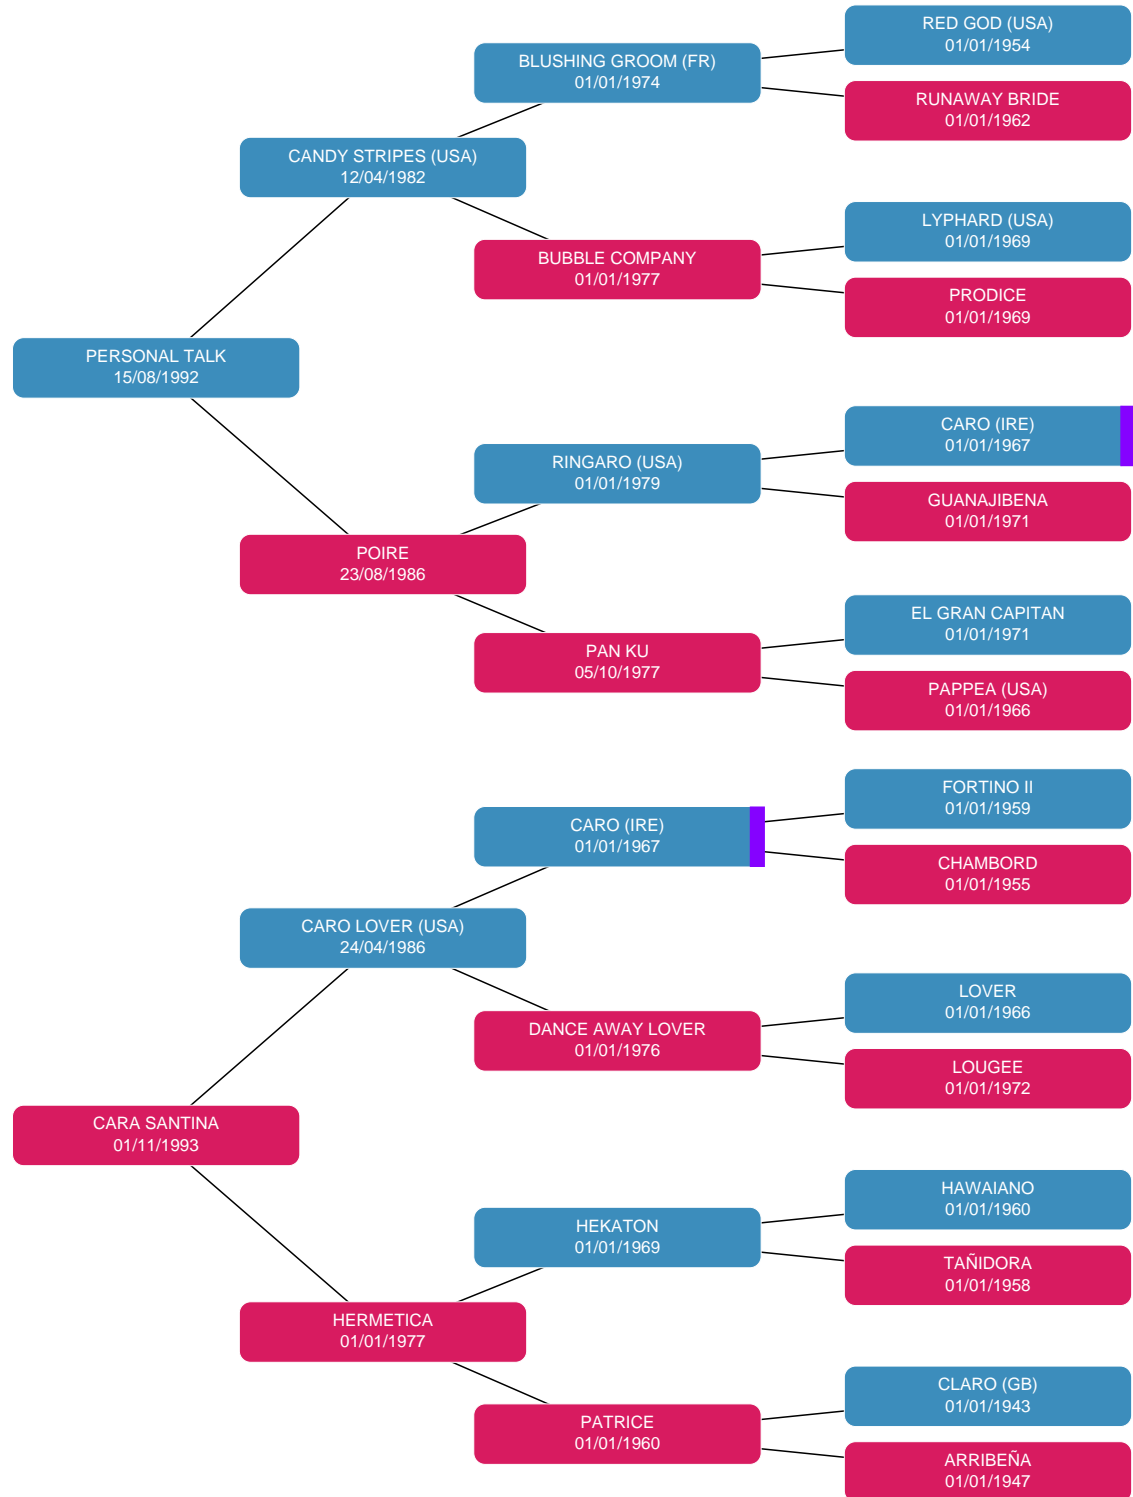 RED GOD (USA)
01/01/1954
BLUSHING GROOM (FR)
01/01/1974
RUNAWAY BRIDE
01/01/1962
CANDY STRIPES (USA)
12/04/1982
LYPHARD (USA)
01/01/1969
BUBBLE COMPANY
01/01/1977
PRODICE
01/01/1969
PERSONAL TALK
15/08/1992
CARO (IRE)
01/01/1967
RINGARO (USA)
01/01/1979
GUANAJIBENA
01/01/1971
POIRE
23/08/1986
EL GRAN CAPITAN
01/01/1971
PAN KU
05/10/1977
PAPPEA (USA)
01/01/1966
FORTINO II
01/01/1959
CARO (IRE)
01/01/1967
CHAMBORD
01/01/1955
CARO LOVER (USA)
24/04/1986
LOVER
01/01/1966
DANCE AWAY LOVER
01/01/1976
LOUGEE
01/01/1972
CARA SANTINA
01/11/1993
HAWAIANO
01/01/1960
HEKATON
01/01/1969
TAÑIDORA
01/01/1958
HERMETICA
01/01/1977
CLARO (GB)
01/01/1943
PATRICE
01/01/1960
ARRIBEÑA
01/01/1947